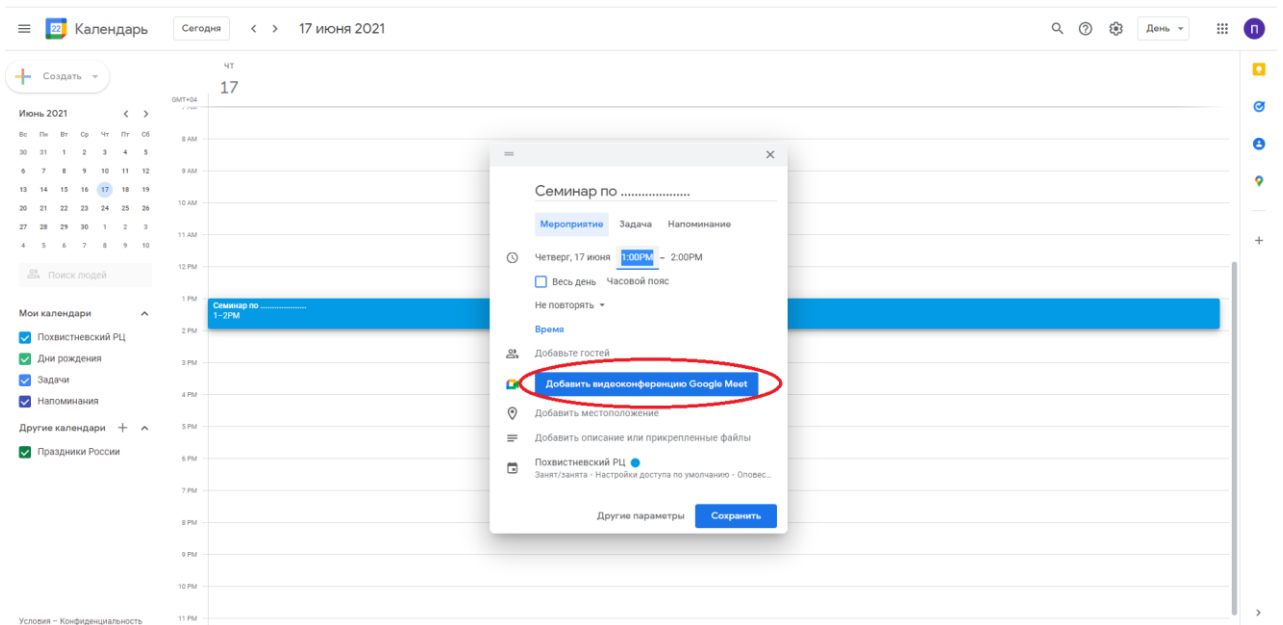 22 Календарь Сегодня 17 июня 2021 День П
Создать
Июнь 2021
Вс Пн Вт Ср Чт Пт Сб
30 31 1 2 3 4 5
6 7 8 9 10 11 12
13 14 15 16 17 18 19
20 21 22 23 24 25 26
27 28 29 30 1 2 3
4 5 6 7 8 9 10
Поиск людей
Мои календари
Похвистневский РЦ
Дни рождения
Задачи
Напоминания
Другие календари
Праздники России
Условия – Конфиденциальность
ЧТ
17
GMT+04
8 AM
9 AM
10 AM
11 AM
12 PM
1 PM
2 PM
3 PM
4 PM
5 PM
6 PM
7 PM
8 PM
9 PM
10 PM
11 PM
Семинар по ....................
1–2PM
Семинар по ....................
Мероприятие Задача Напоминание
Четверг, 17 июня 1:00PM – 2:00PM
Весь день Часовой пояс
Не повторять
Время
Добавьте гостей
Добавить видеоконференцию Google Meet
Добавить местоположение
Добавить описание или прикрепленные файлы
Похвистневский РЦ
Занят/занята - Настройки доступа по умолчанию - Оповес...
Другие параметры Сохранить